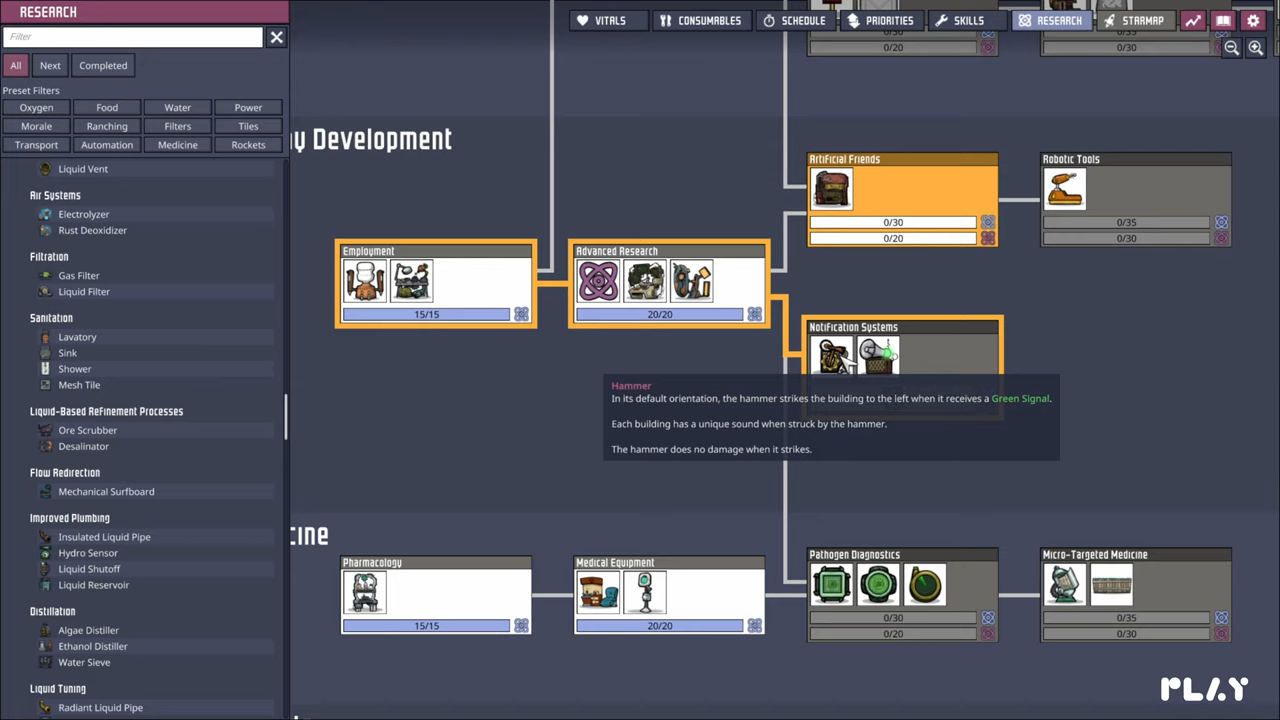 RESEARCH
VITALS
CONSUMABLES
SCHEDULE
PRIORITIES
SKILLS
RESEARCH
STARMAP
Filter
All
Next
Completed
Preset Filters
Oxygen
Food
Water
Power
Morale
Ranching
Filters
Tiles
Transport
Automation
Medicine
Rockets
Liquid Vent
Air Systems
Electrolyzer
Rust Deoxidizer
Filtration
Gas Filter
Liquid Filter
Sanitation
Lavatory
Sink
Shower
Mesh Tile
Liquid-Based Refinement Processes
Ore Scrubber
Desalinator
Flow Redirection
Mechanical Surfboard
Improved Plumbing
Insulated Liquid Pipe
Hydro Sensor
Liquid Shutoff
Liquid Reservoir
Distillation
Algae Distiller
Ethanol Distiller
Water Sieve
Liquid Tuning
Radiant Liquid Pipe
0/20
0/30
y Development
Artificial Friends
0/30
0/20
Robotic Tools
0/35
0/30
Employment
15/15
Advanced Research
20/20
Notification Systems
Hammer
In its default orientation, the hammer strikes the building to the left when it receives a Green Signal.
Each building has a unique sound when struck by the hammer.
The hammer does no damage when it strikes.
cine
Pharmacology
15/15
Medical Equipment
20/20
Pathogen Diagnostics
0/30
0/20
Micro-Targeted Medicine
0/35
0/30
PLAY